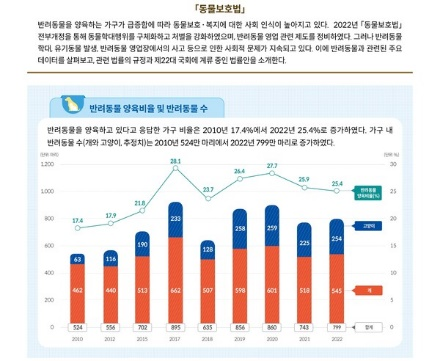 「동물보호법」
반려동물을 양육하는 가구가 급증함에 따라 동물보호·복지에 대한 사회 인식이 높아지고 있다. 2022년 「동물보호법」
전부개정을 통해 동물학대행위를 구체화하고 처벌을 강화하였으며, 반려동물 영업 관련 제도를 정비하였다. 그러나 반려동물
학대, 유기동물 발생, 반려동물 영업장에서의 사고 등으로 인한 사회적 문제가 지속되고 있다. 이에 반려동물과 관련된 주요
데이터를 살펴보고, 관련 법률의 규정과 제22대 국회에 계류 중인 법률안을 소개한다.
반려동물 양육비율 및 반려동물 수
반려동물을 양육하고 있다고 응답한 가구 비율은 2010년 17.4%에서 2022년 25.4%로 증가하였다. 가구 내
반려동물 수(개와 고양이, 추정치)는 2010년 524만 마리에서 2022년 799만 마리로 증가하였다.
1200 1000 800 600 400 200 0
30 25 20 15 10 5 0
17.4 17.9 21.8 28.1 23.7 26.4 27.7 25.9 25.4
반려동물
양육비율(%)
63 116 190 233 128 258 259 225 254
고양이
462 440 513 662 507 598 601 518 545
개
524 556 702 895 635 856 860 743 799
합계
2010 2012 2015 2017 2018 2019 2020 2021 2022